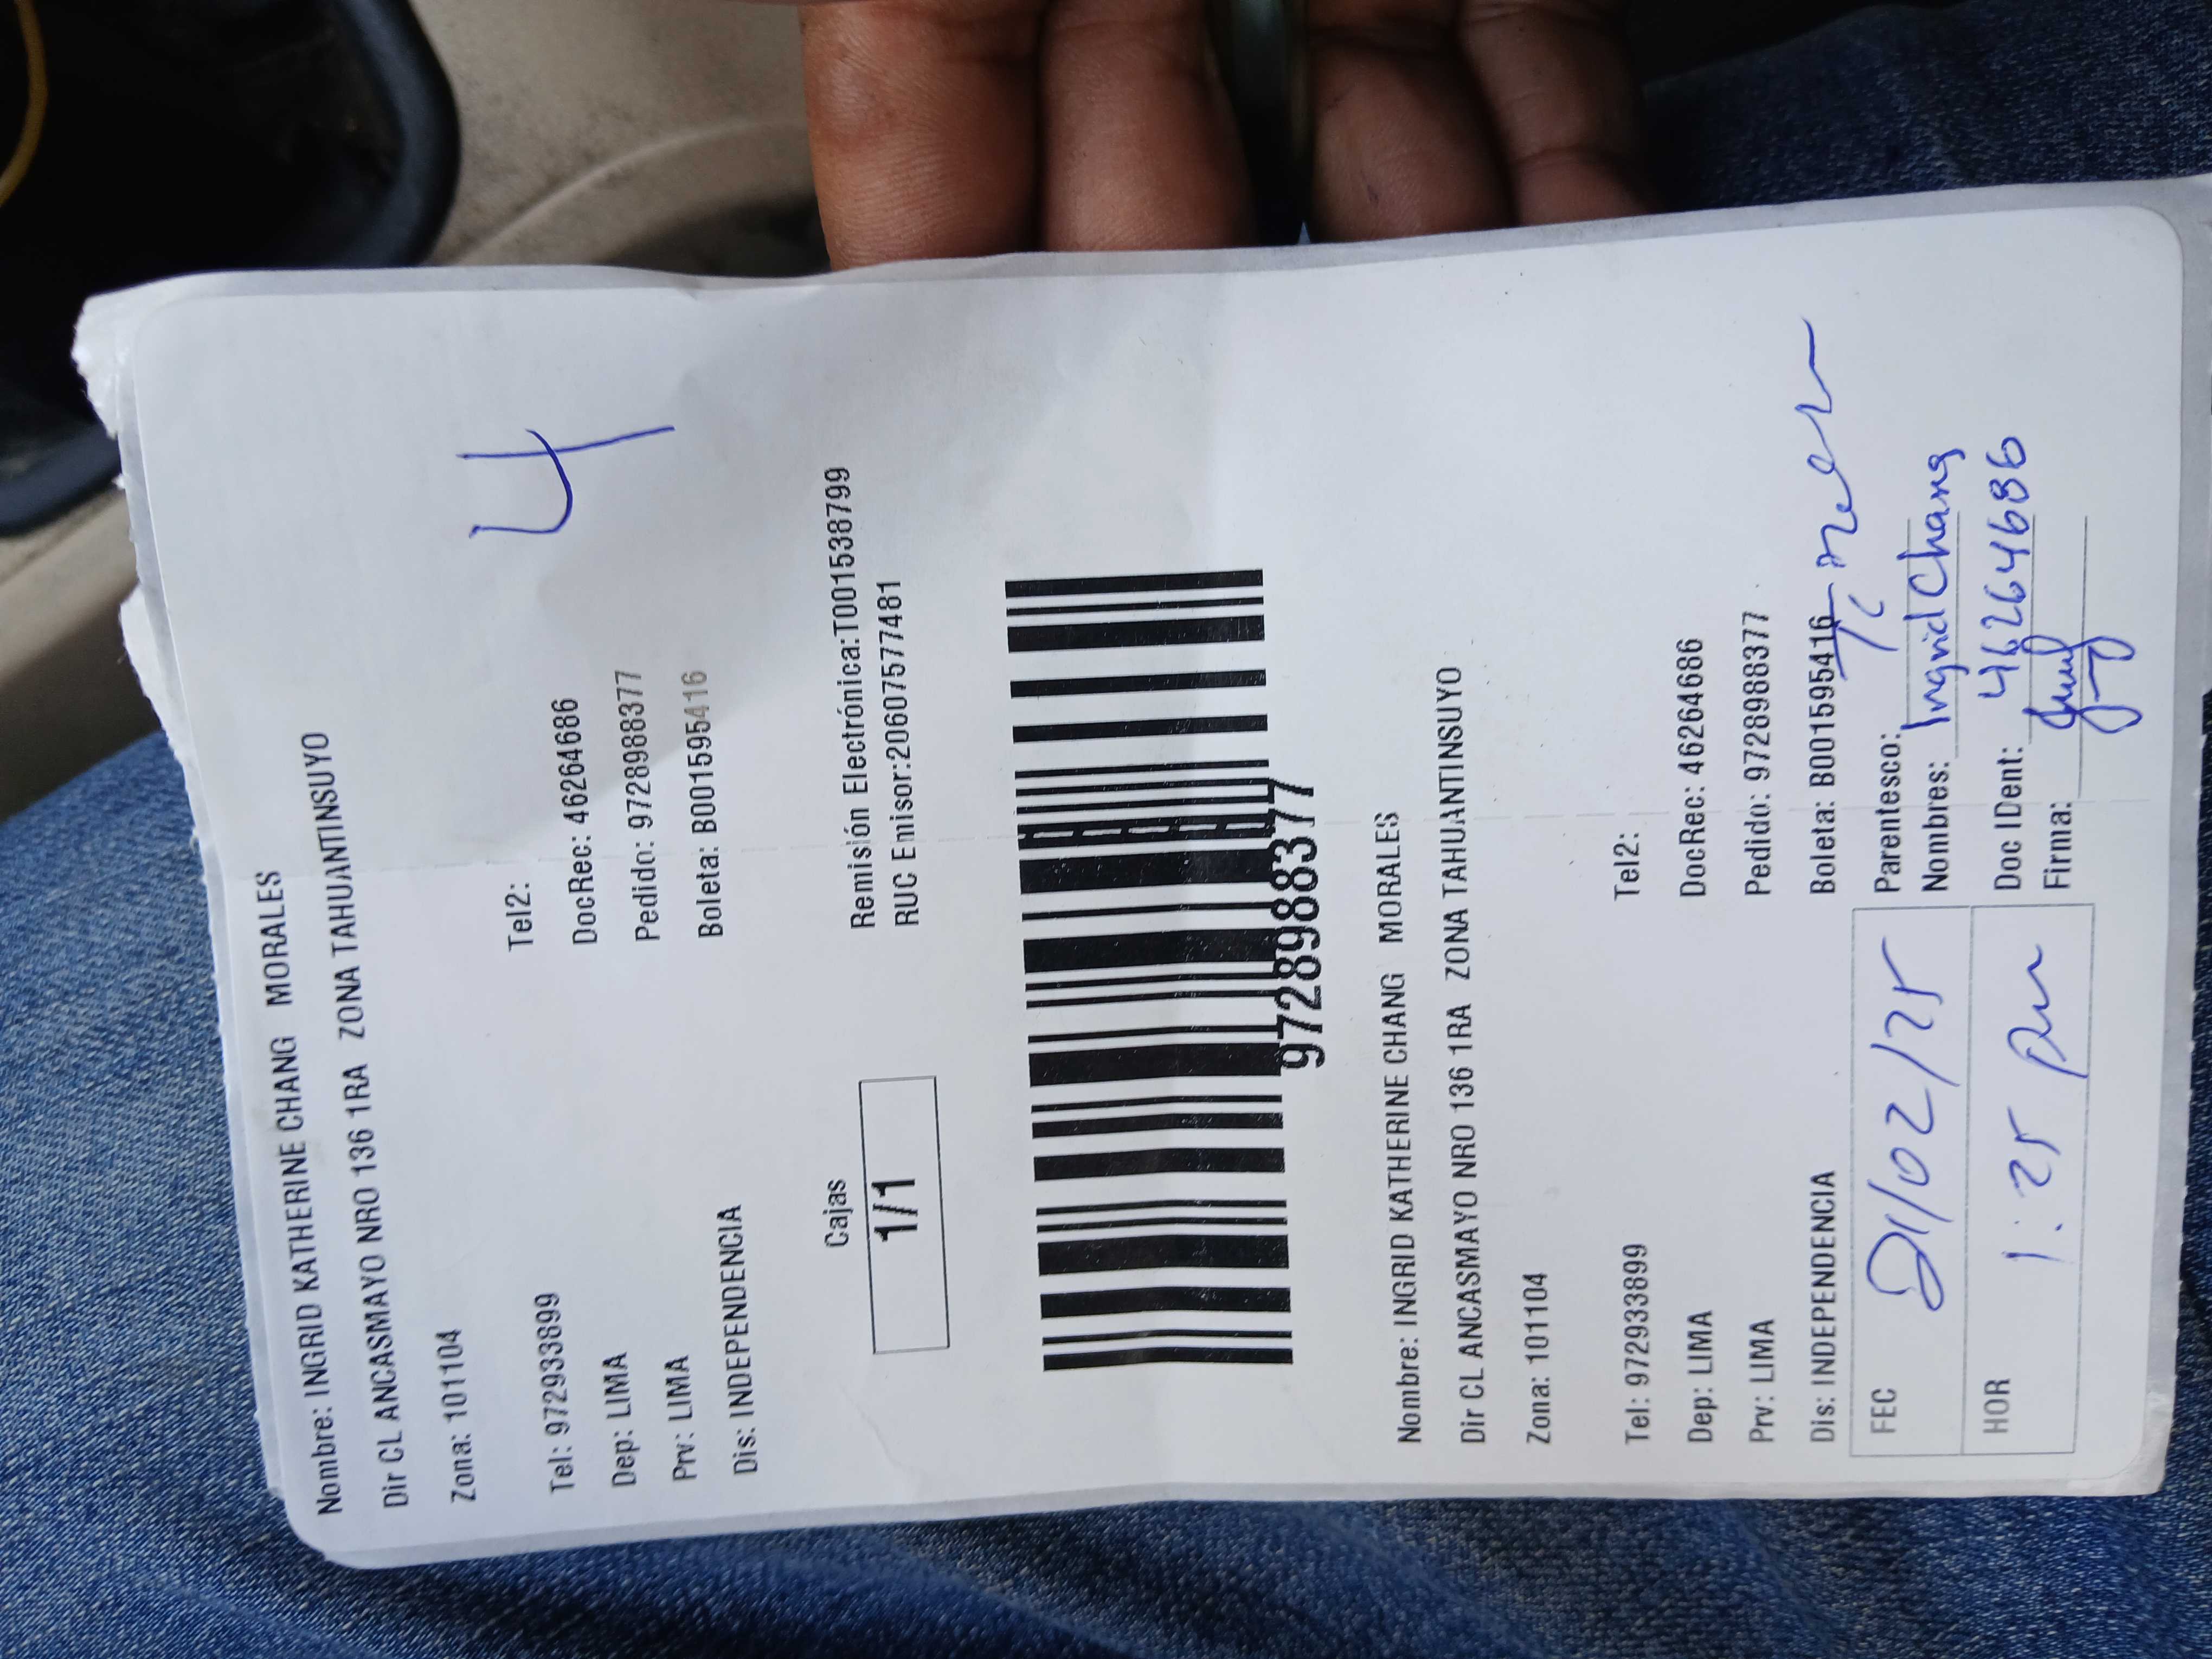 Nombre: INGRID KATHERINE CHANG MORALES
Dir CL ANCASMAYO NRO 136 1RA ZONA TAHUANTINSUYO
Zona: 101104
4
Tel: 972933899 Tel2:
Dep: LIMA DocRec: 46264686
Prv: LIMA Pedido: 9728988377
Dis: INDEPENDENCIA Boleta: B001595416
Cajas
1/1
Remisión Electrónica:T001538799
RUC Emisor:20607577481
9728988377
Nombre: INGRID KATHERINE CHANG MORALES
Dir CL ANCASMAYO NRO 136 1RA ZONA TAHUANTINSUYO
Zona: 101104
Tel: 972933899 Tel2:
Dep: LIMA DocRec: 46264686
Prv: LIMA Pedido: 9728988377
Dis: INDEPENDENCIA Boleta: B001595416
FEC 21/02/25
HOR 1:25 pm
Parentesco:
Nombres: Ingrid Chang
Doc IDent: 46264686
Firma: